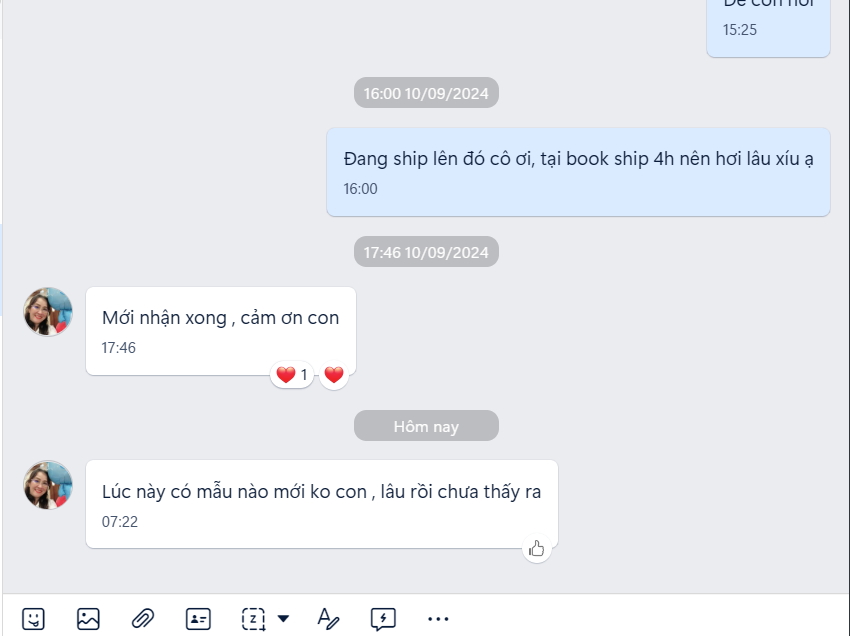 15:25
16:00 10/09/2024
Đang ship lên đó cô ơi, tại book ship 4h nên hơi lâu xíu ạ
16:00
17:46 10/09/2024
Mới nhận xong , cảm ơn con
17:46
1
Hôm nay
Lúc này có mẫu nào mới ko con , lâu rồi chưa thấy ra
07:22